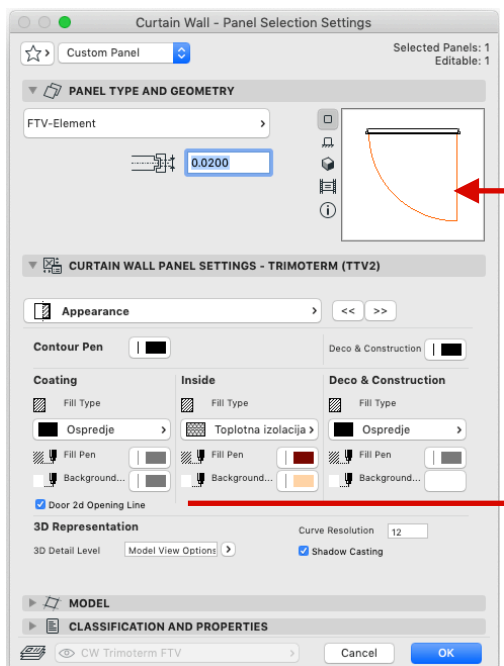 Curtain Wall - Panel Selection Settings
Custom Panel
Selected Panels: 1
Editable: 1
PANEL TYPE AND GEOMETRY
FTV-Element
0.0200
CURTAIN WALL PANEL SETTINGS - TRIMOTERM (TTV2)
Appearance
<< >>
Contour Pen
Deco & Construction
Coating Inside Deco & Construction
Fill Type Fill Type Fill Type
Ospredje Toplotna izolacija Ospredje
Fill Pen Fill Pen Fill Pen
Background... Background... Background...
Door 2d Opening Line
3D Representation
Curve Resolution 12
3D Detail Level Model View Options
Shadow Casting
MODEL
CLASSIFICATION AND PROPERTIES
CW Trimoterm FTV
Cancel OK